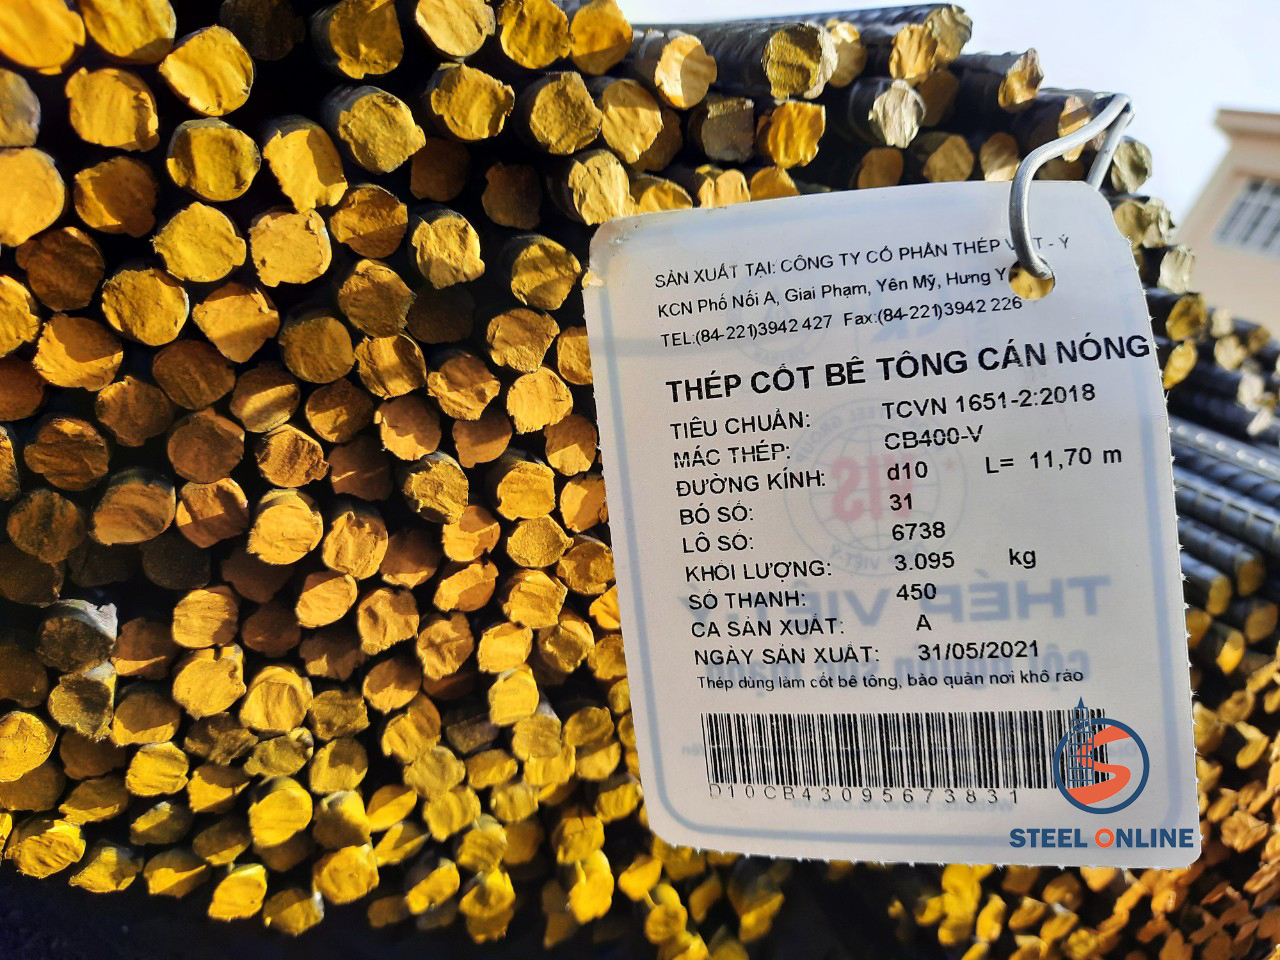 SẢN XUẤT TẠI: CÔNG TY CỔ PHẦN THÉP VIỆT - Ý
KCN Phố Nối A, Giai Phạm, Yên Mỹ, Hưng Y
TEL:(84-221)3942 427 Fax:(84-221)3942 226
THÉP CỐT BÊ TÔNG CÁN NÓNG
TIÊU CHUẨN: TCVN 1651-2:2018
MÁC THÉP: CB400-V
ĐƯỜNG KÍNH: d10 L= 11,70 m
BÓ SỐ: 31
LÔ SỐ: 6738
KHỐI LƯỢNG: 3.095 kg
SỐ THANH: 450
CA SẢN XUẤT: A
NGÀY SẢN XUẤT: 31/05/2021
Thép dùng làm cốt bê tông, bảo quản nơi khô ráo
D10CB43095673831
STEEL ONLINE